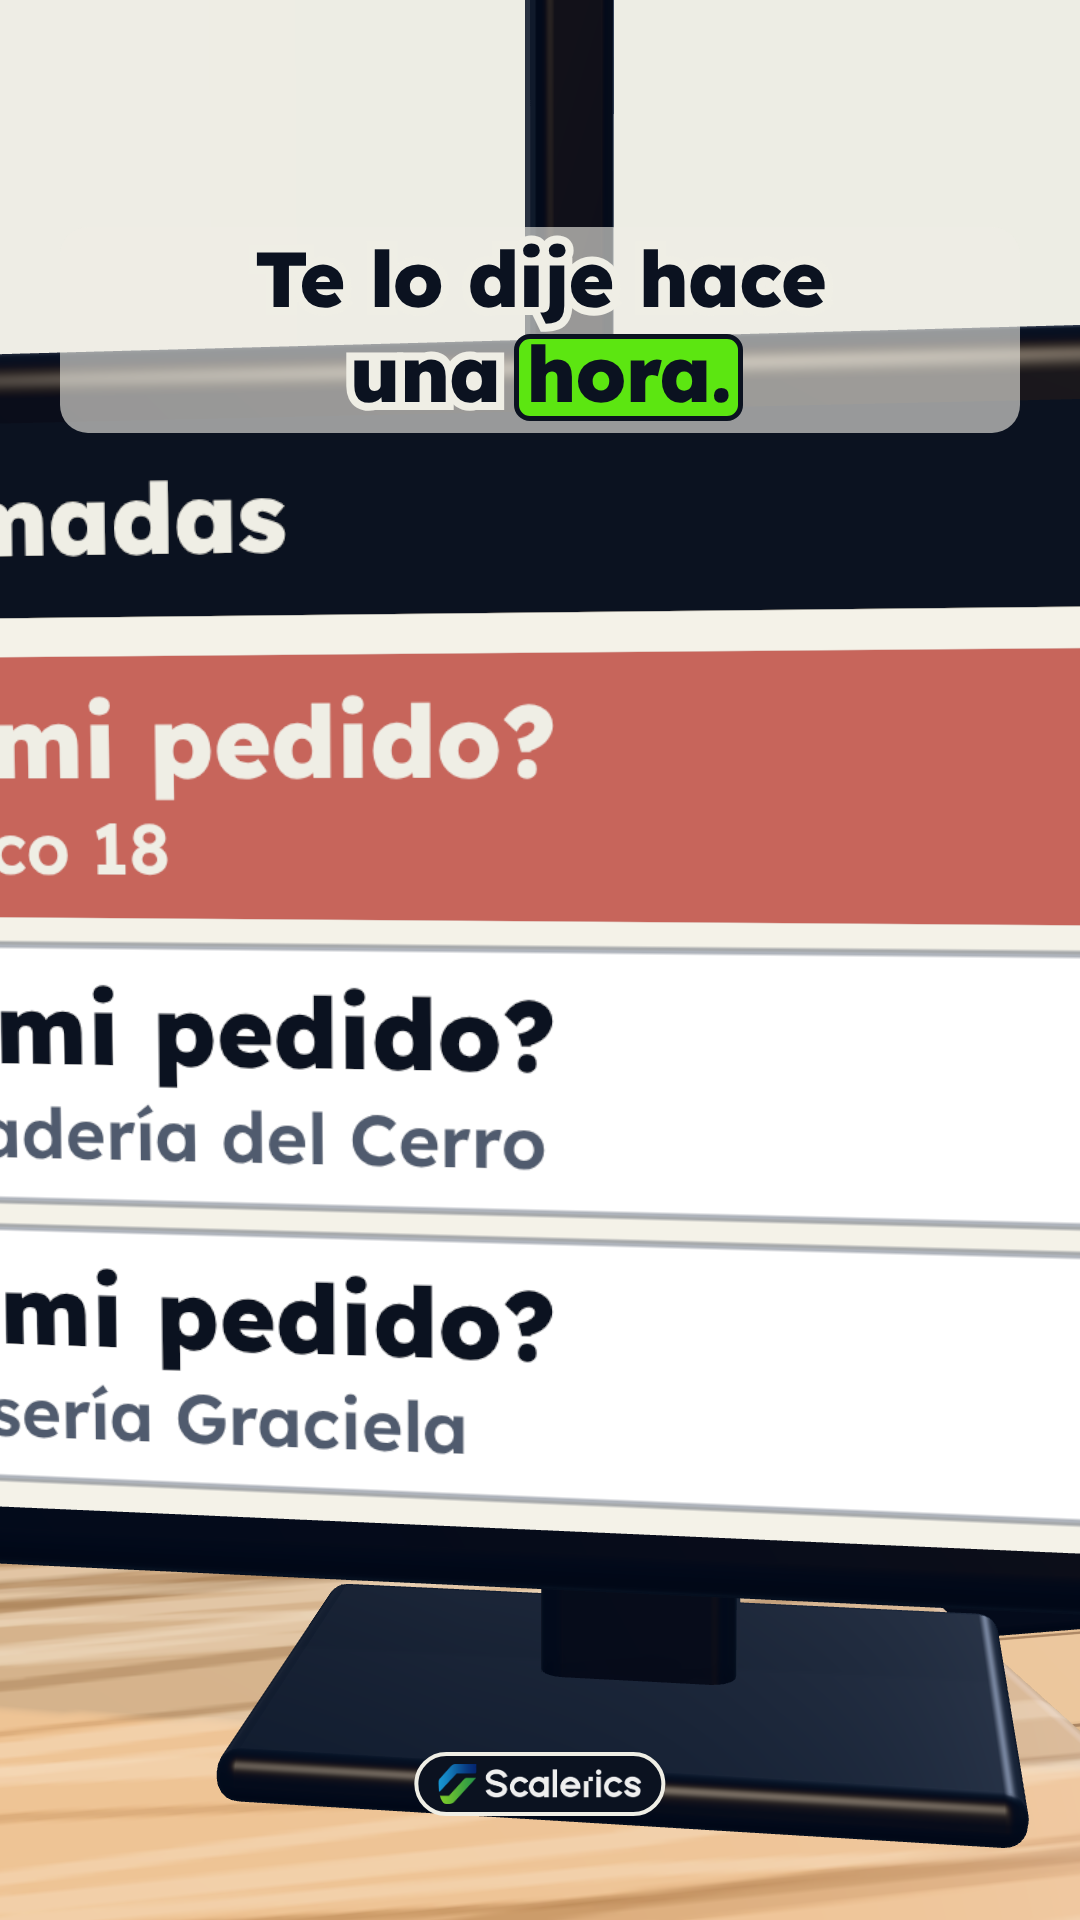 Te lo dije hace
una hora.
madas
mi pedido?
co 18
mi pedido?
adería del Cerro
mi pedido?
sería Graciela
Scalerics